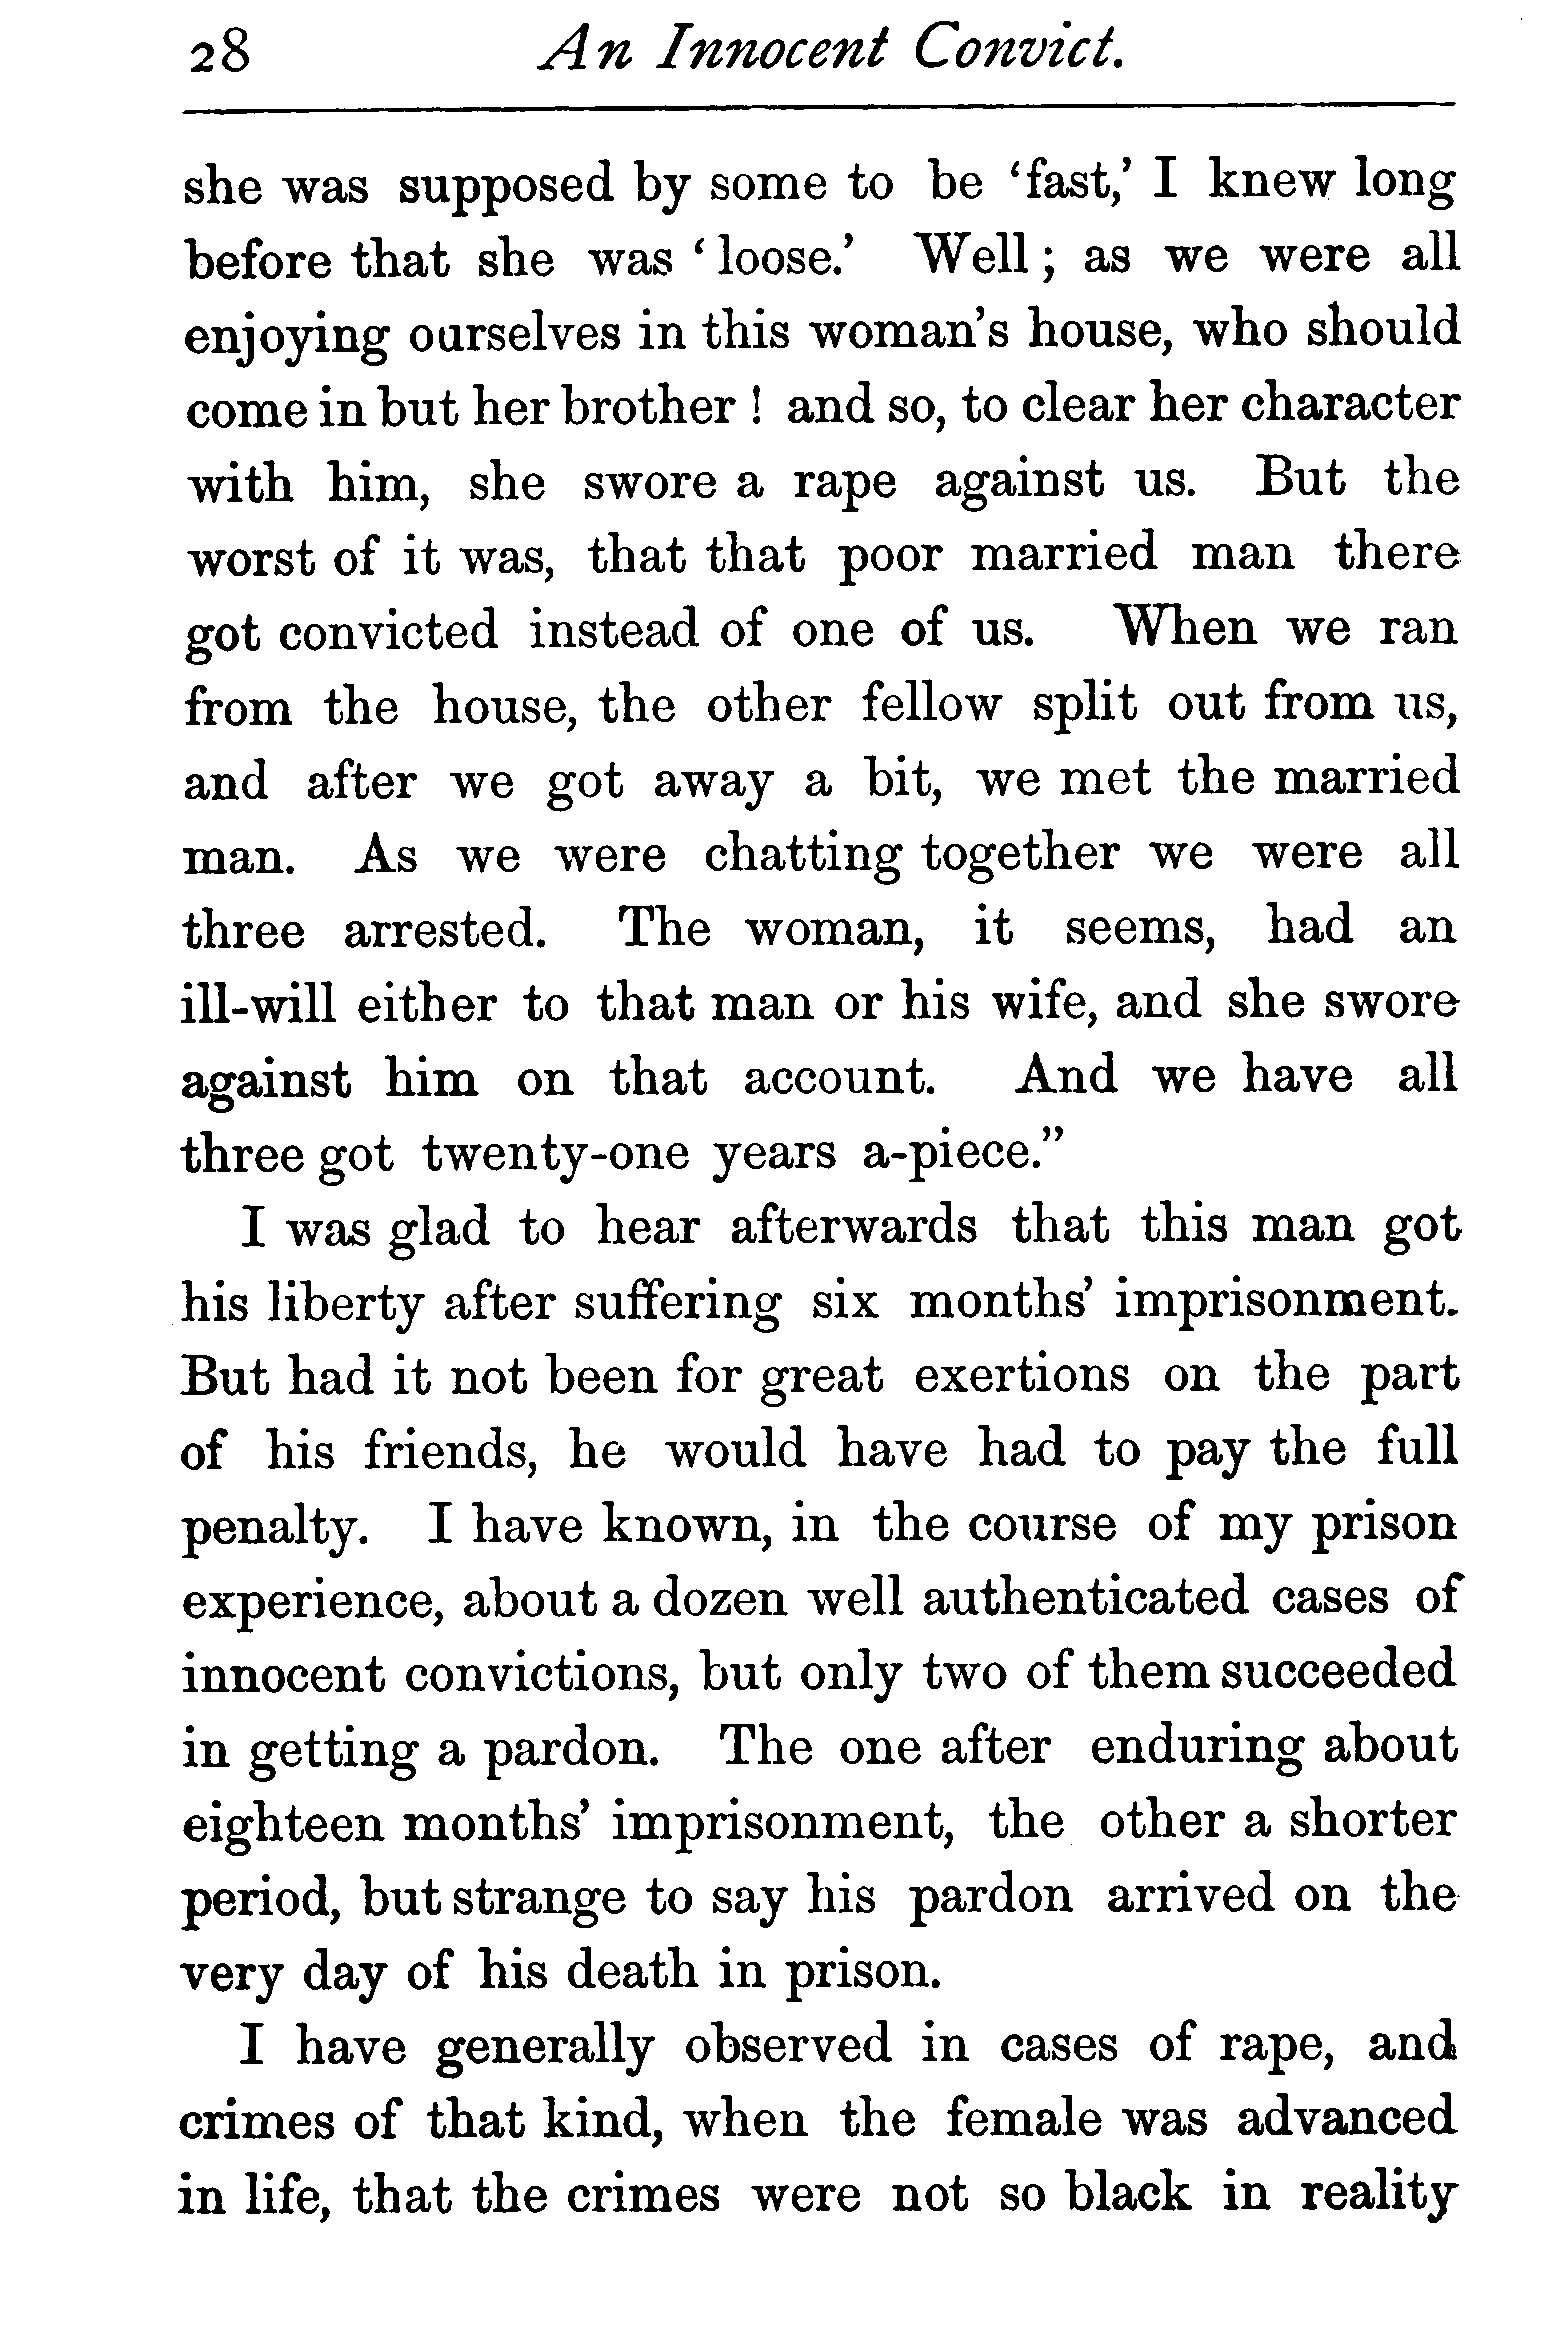 28 An Innocent Convict.
she was supposed by some to be ‘fast,’ I knew long
before that she was ‘loose.’ Well; as we were all
enjoying ourselves in this woman’s house, who should
come in but her brother! and so, to clear her character
with him, she swore a rape against us. But the
worst of it was, that that poor married man there
got convicted instead of one of us. When we ran
from the house, the other fellow split out from us,
and after we got away a bit, we met the married
man. As we were chatting together we were all
three arrested. The woman, it seems, had an
ill-will either to that man or his wife, and she swore
against him on that account. And we have all
three got twenty-one years a-piece.”
I was glad to hear afterwards that this man got
his liberty after suffering six months’ imprisonment.
But had it not been for great exertions on the part
of his friends, he would have had to pay the full
penalty. I have known, in the course of my prison
experience, about a dozen well authenticated cases of
innocent convictions, but only two of them succeeded
in getting a pardon. The one after enduring about
eighteen months’ imprisonment, the other a shorter
period, but strange to say his pardon arrived on the
very day of his death in prison.
I have generally observed in cases of rape, and
crimes of that kind, when the female was advanced
in life, that the crimes were not so black in reality